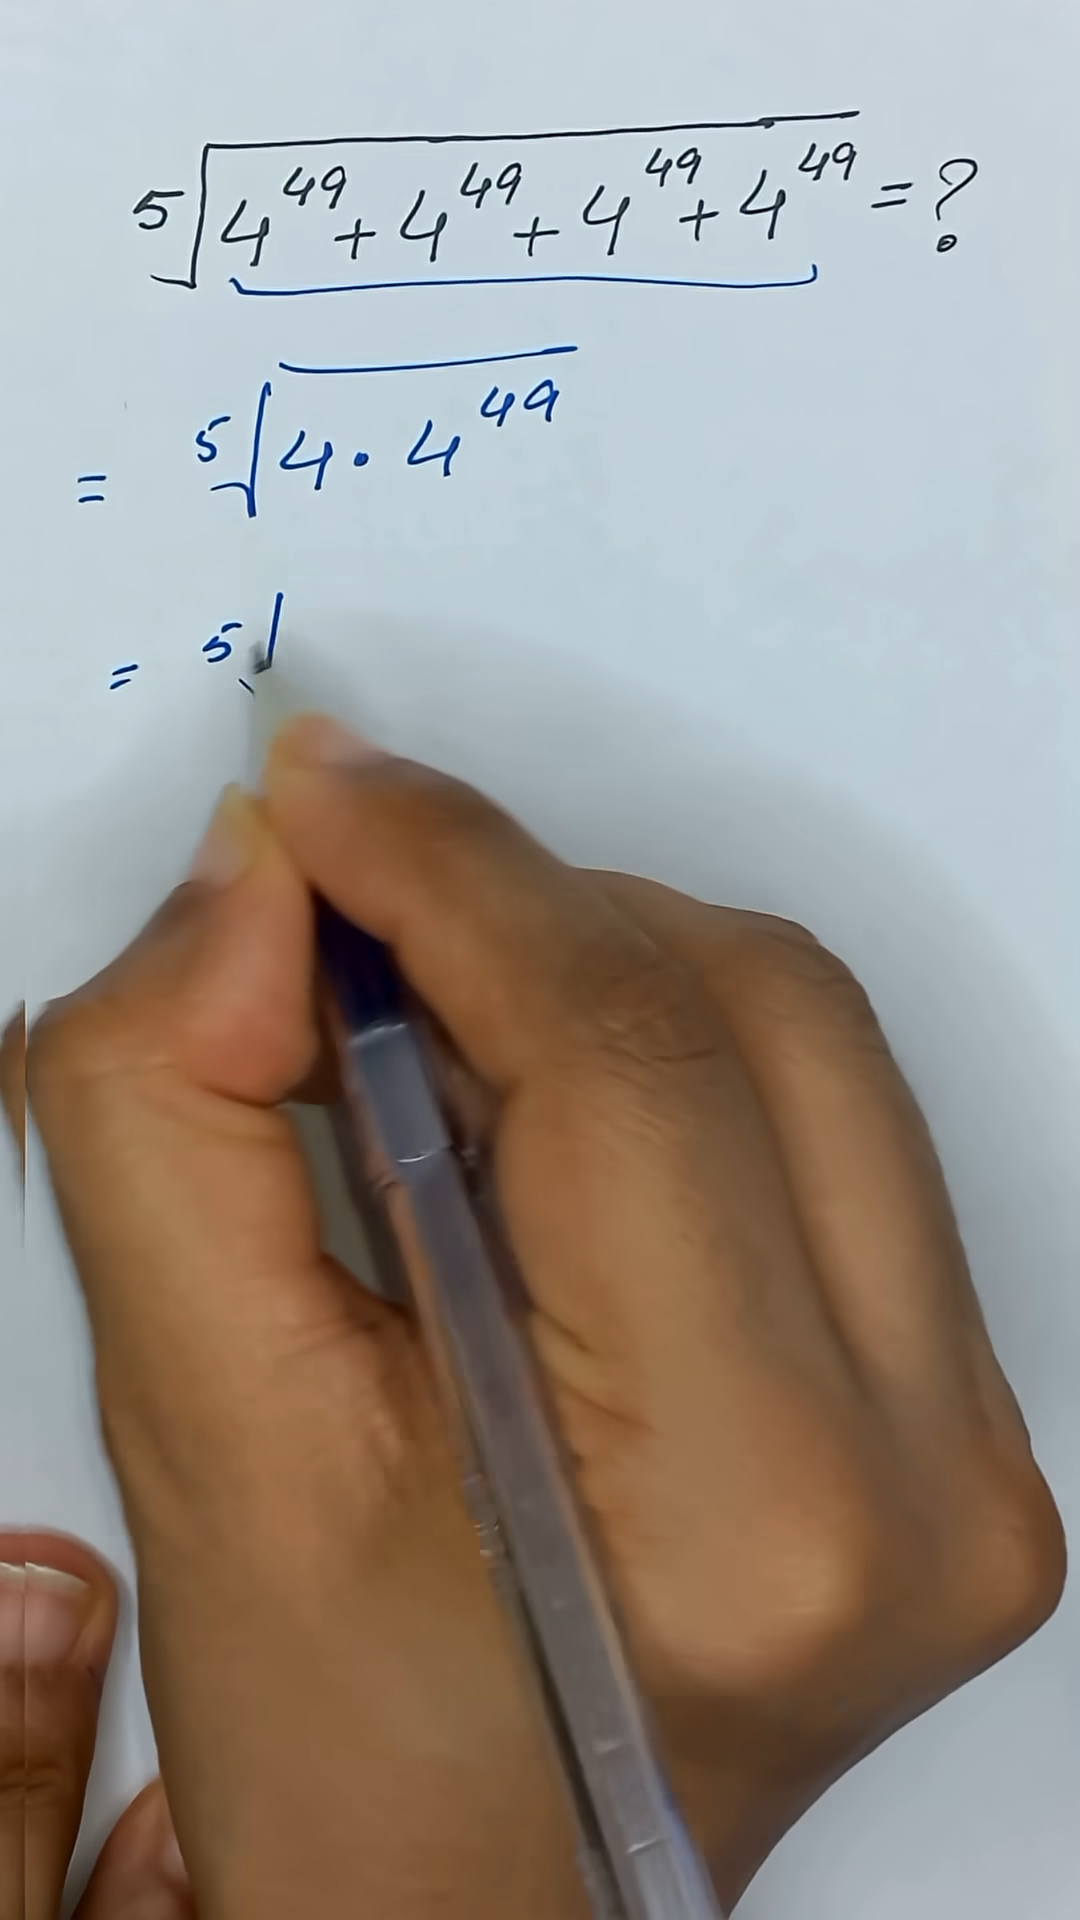 ⁵√(4⁴⁹ + 4⁴⁹ + 4⁴⁹ + 4⁴⁹) = ?
= ⁵√(4 · 4⁴⁹)
= ⁵√